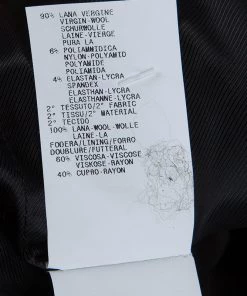 90% LANA VERGINE
VIRGIN-WOOL
SCHURWOLLE
LAINE-VIERGE
PURA LA
6% POLIAMMIDICA
NYLON-POLYAMID
POLYAMIDE
POLIAMIDA
4% ELASTAN-LYCRA
SPANDEX
ELASTHAN-LYCRA
ELASTHANNE-LYCRA
2° TESSUTO/2° FABRIC
2° TISSU/2° MATERIAL
2° TECIDO
100% LANA-WOOL-WOLLE
LAINE-LA
FODERA/LINING/FORRO
DOUBLURE/FUTTERAL
60% VISCOSA-VISCOSE
VISKOSE-RAYON
40% CUPRO-RAYON